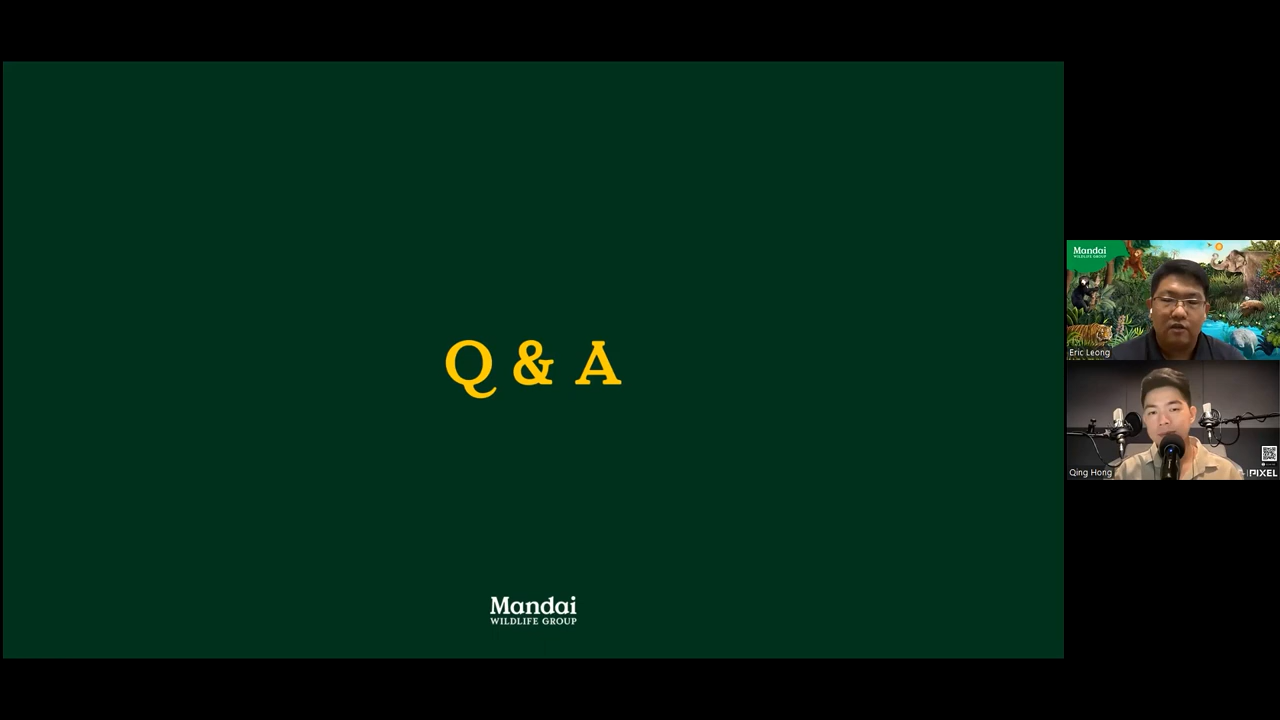 Q & A
Mandai
WILDLIFE GROUP
Mandai
WILDLIFE GROUP
Eric Leong
Qing Hong
PIXEL